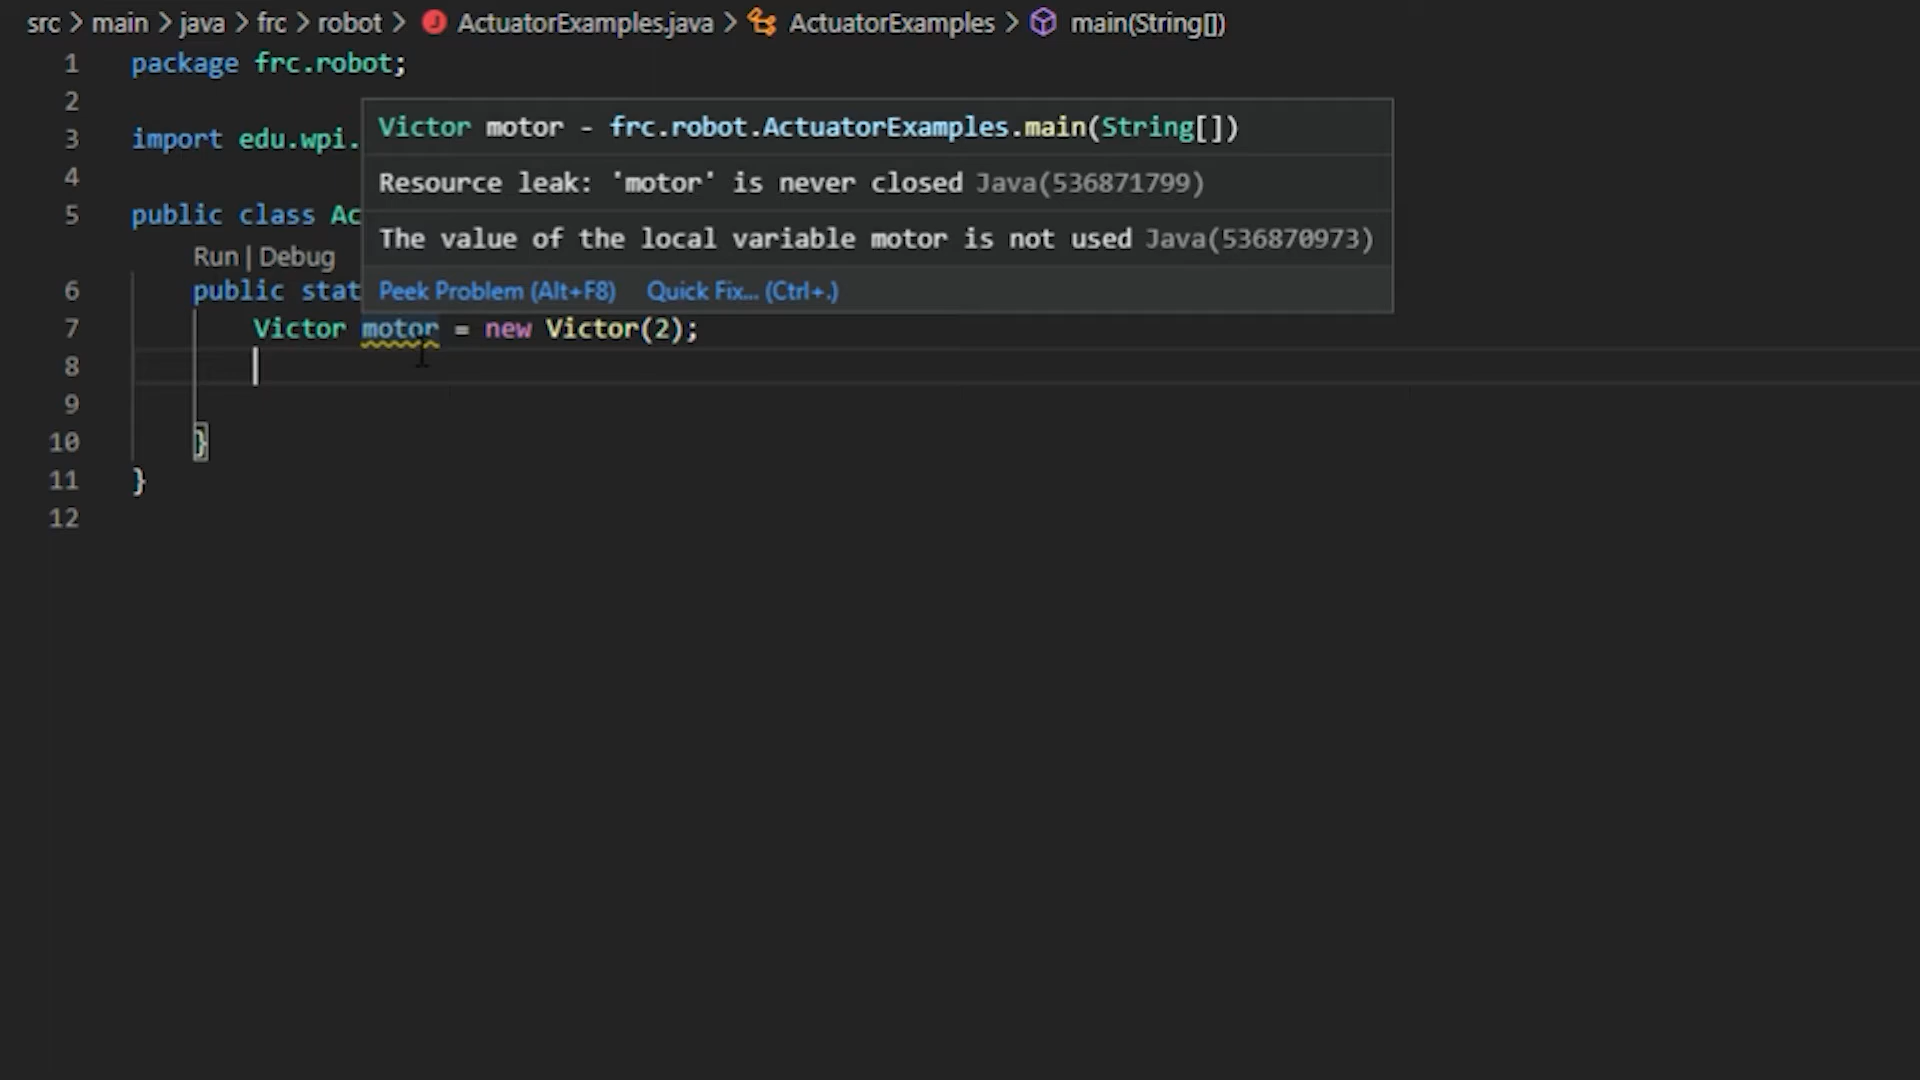 src > main > java > frc > robot > ActuatorExamples.java > ActuatorExamples > main(String[])
1 package frc.robot;
2
3 import edu.wpi.
4
5 public class Ac
Run | Debug
6 public stat
7 Victor motor = new Victor(2);
8
9
10 }
11 }
12
Victor motor - frc.robot.ActuatorExamples.main(String[])
Resource leak: 'motor' is never closed Java(536871799)
The value of the local variable motor is not used Java(536870973)
Peek Problem (Alt+F8) Quick Fix... (Ctrl+.)